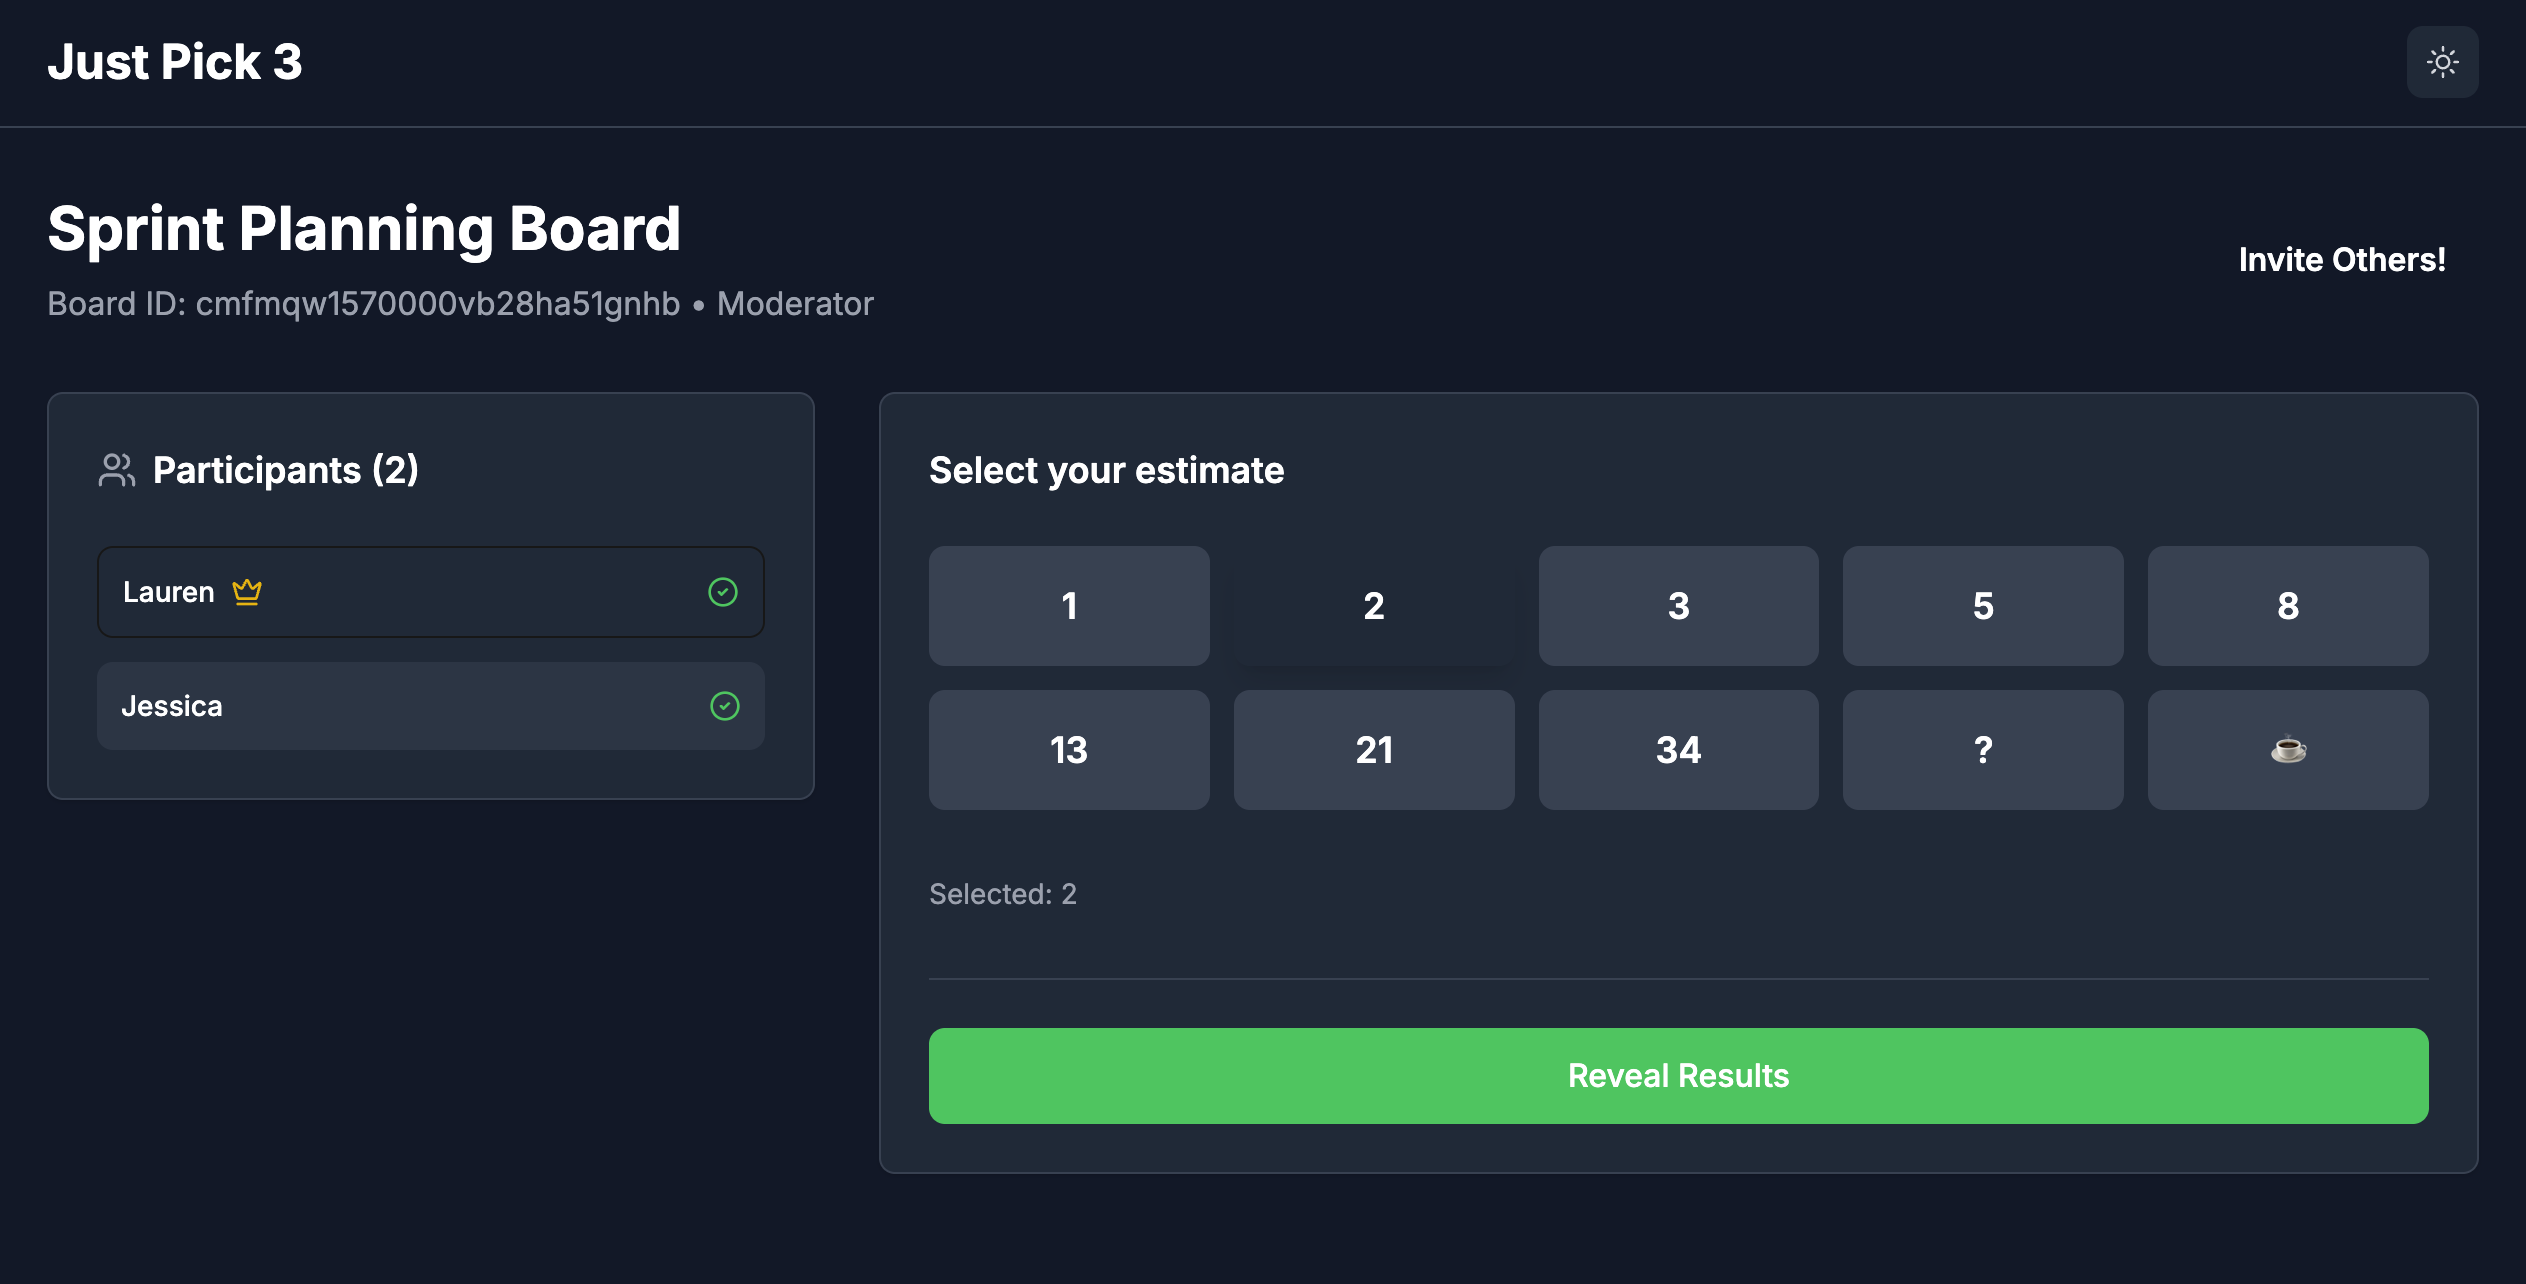 Just Pick 3
Sprint Planning Board
Invite Others!
Board ID: cmfmqw1570000vb28ha51gnhb • Moderator
Participants (2)
Lauren
Jessica
Select your estimate
1 2 3 5 8
13 21 34 ? ☕
Selected: 2
Reveal Results